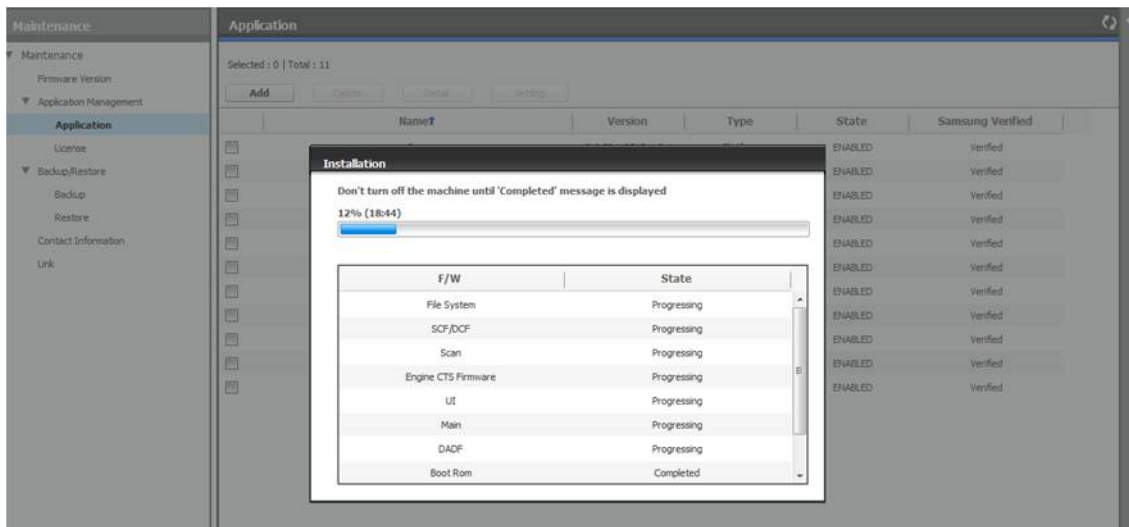 Maintenance
Application
Maintenance
Firmware Version
Application Management
Application
License
Backup/Restore
Backup
Restore
Contact Information
Link
Selected : 0 | Total : 11
Add Delete Detail Setting
Name Version Type State Samsung Verified
ENABLED Verified
ENABLED Verified
ENABLED Verified
ENABLED Verified
ENABLED Verified
ENABLED Verified
ENABLED Verified
ENABLED Verified
ENABLED Verified
ENABLED Verified
ENABLED Verified
Installation
Don't turn off the machine until 'Completed' message is displayed
12% (18:44)
F/W State
File System Progressing
SCF/DCF Progressing
Scan Progressing
Engine CTS Firmware Progressing
UI Progressing
Main Progressing
DADF Progressing
Boot Rom Completed